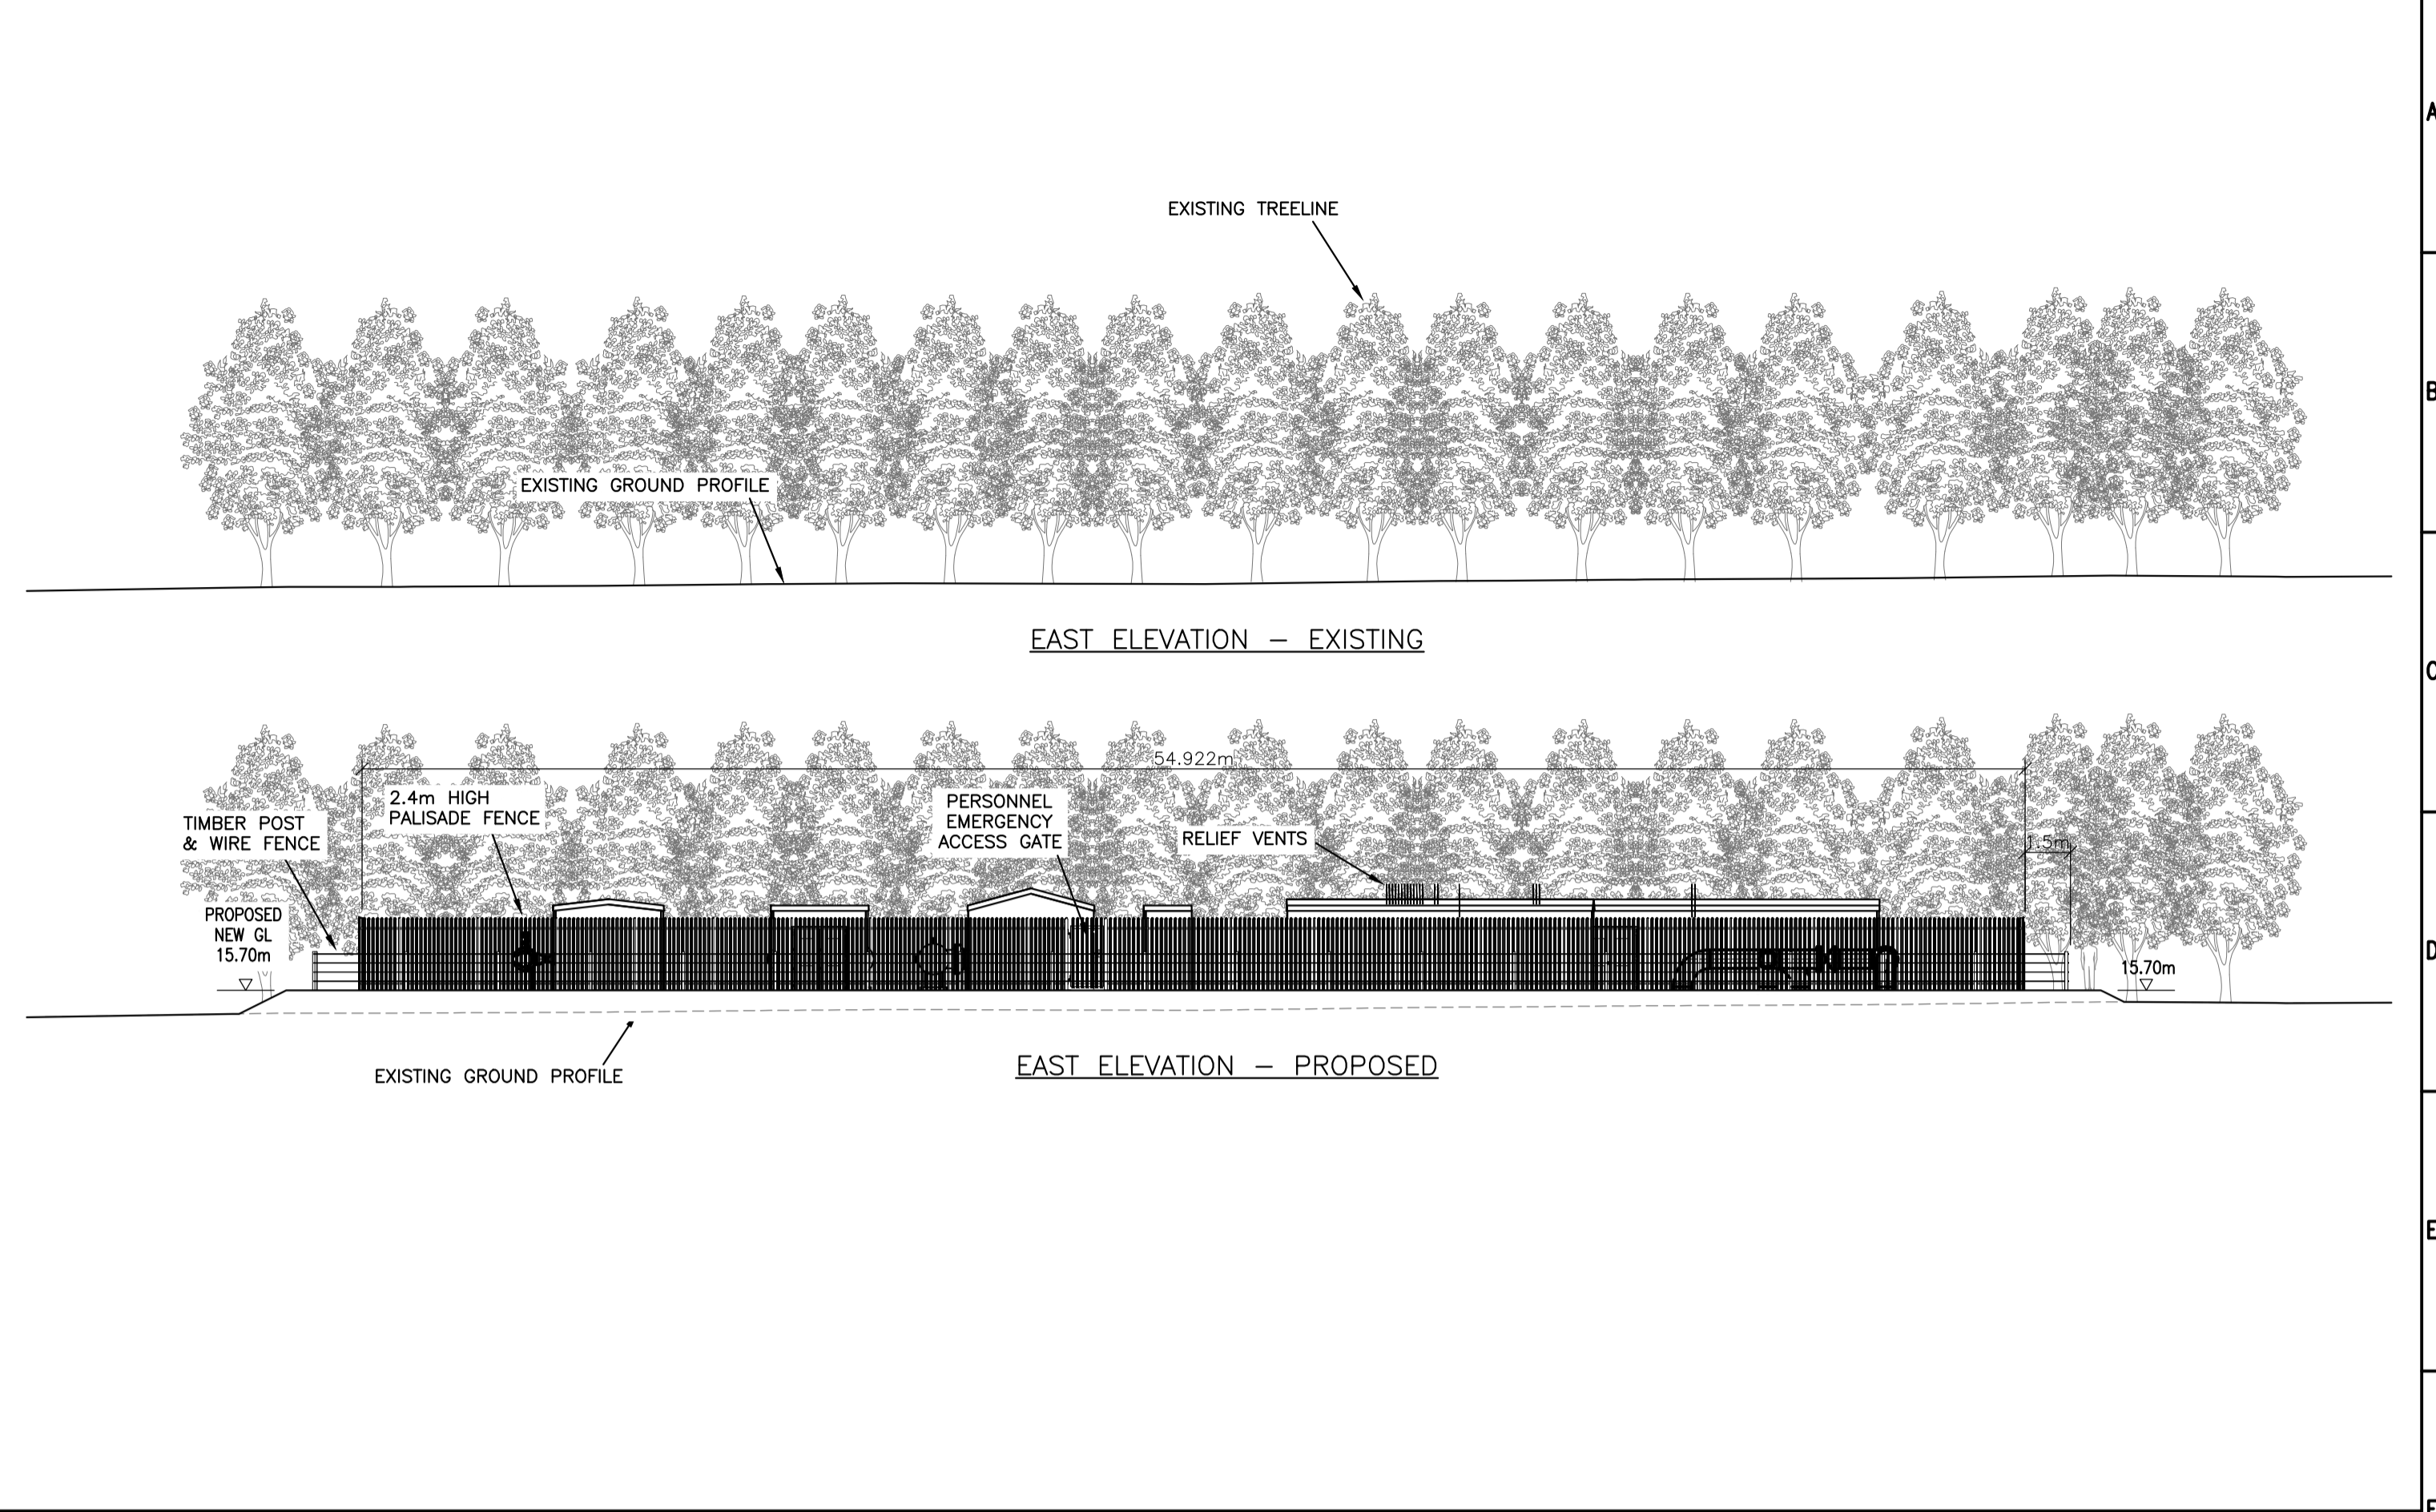 A
EXISTING TREELINE
B
EXISTING GROUND PROFILE
EAST ELEVATION – EXISTING
C
54.922m
2.4m HIGH
PALISADE FENCE
PERSONNEL
EMERGENCY
ACCESS GATE
TIMBER POST
& WIRE FENCE
RELIEF VENTS
1.5m
PROPOSED
NEW GL
15.70m
D
15.70m
EXISTING GROUND PROFILE
EAST ELEVATION – PROPOSED
E